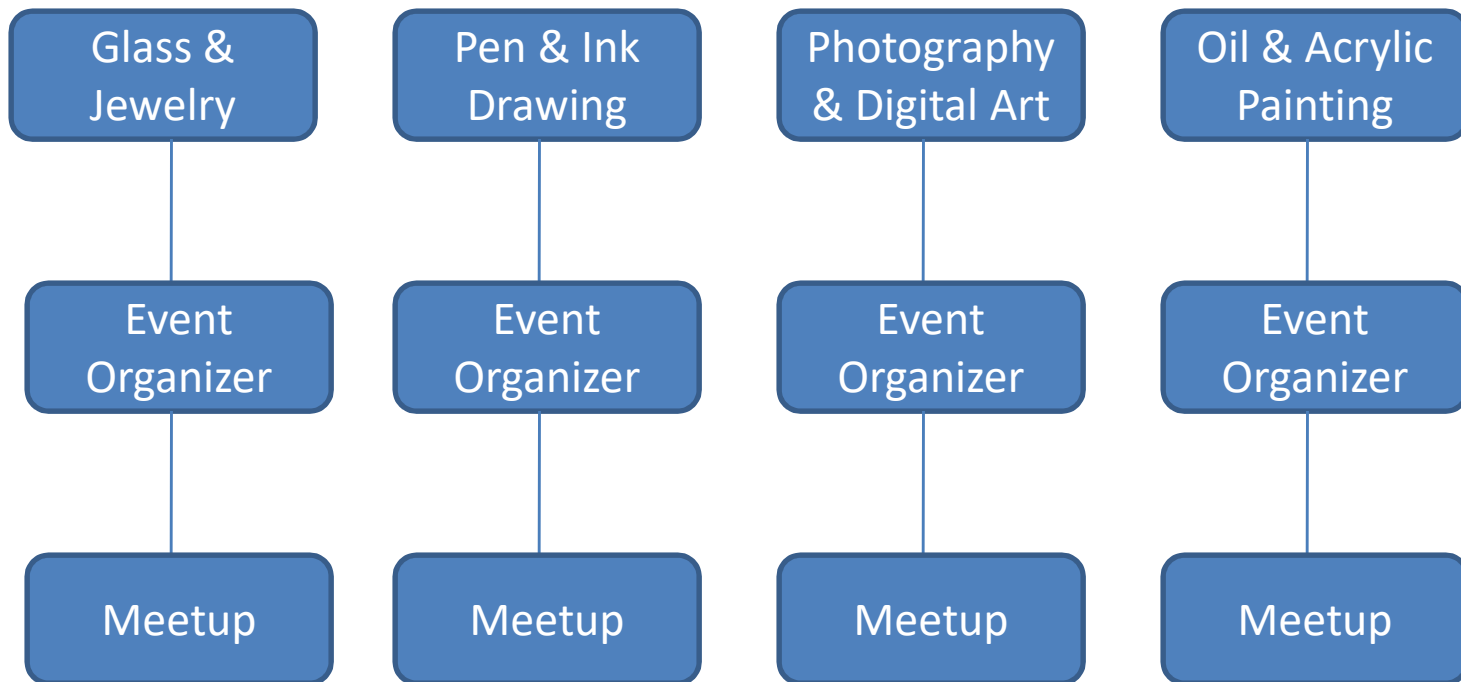 Glass &
Jewelry
Pen & Ink
Drawing
Photography
& Digital Art
Oil & Acrylic
Painting
Event
Organizer
Event
Organizer
Event
Organizer
Event
Organizer
Meetup
Meetup
Meetup
Meetup